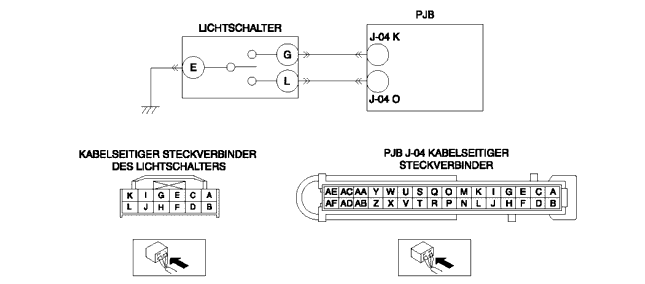 LICHTSCHALTER
PJB
E
G
L
J-04 K
J-04 O
KABELSEITIGER STECKVERBINDER
DES LICHTSCHALTERS
K I G E C A
L J H F D B
PJB J-04 KABELSEITIGER
STECKVERBINDER
AE AC AA Y W U S Q O M K I G E C A
AF AD AB Z X V T R P N L J H F D B